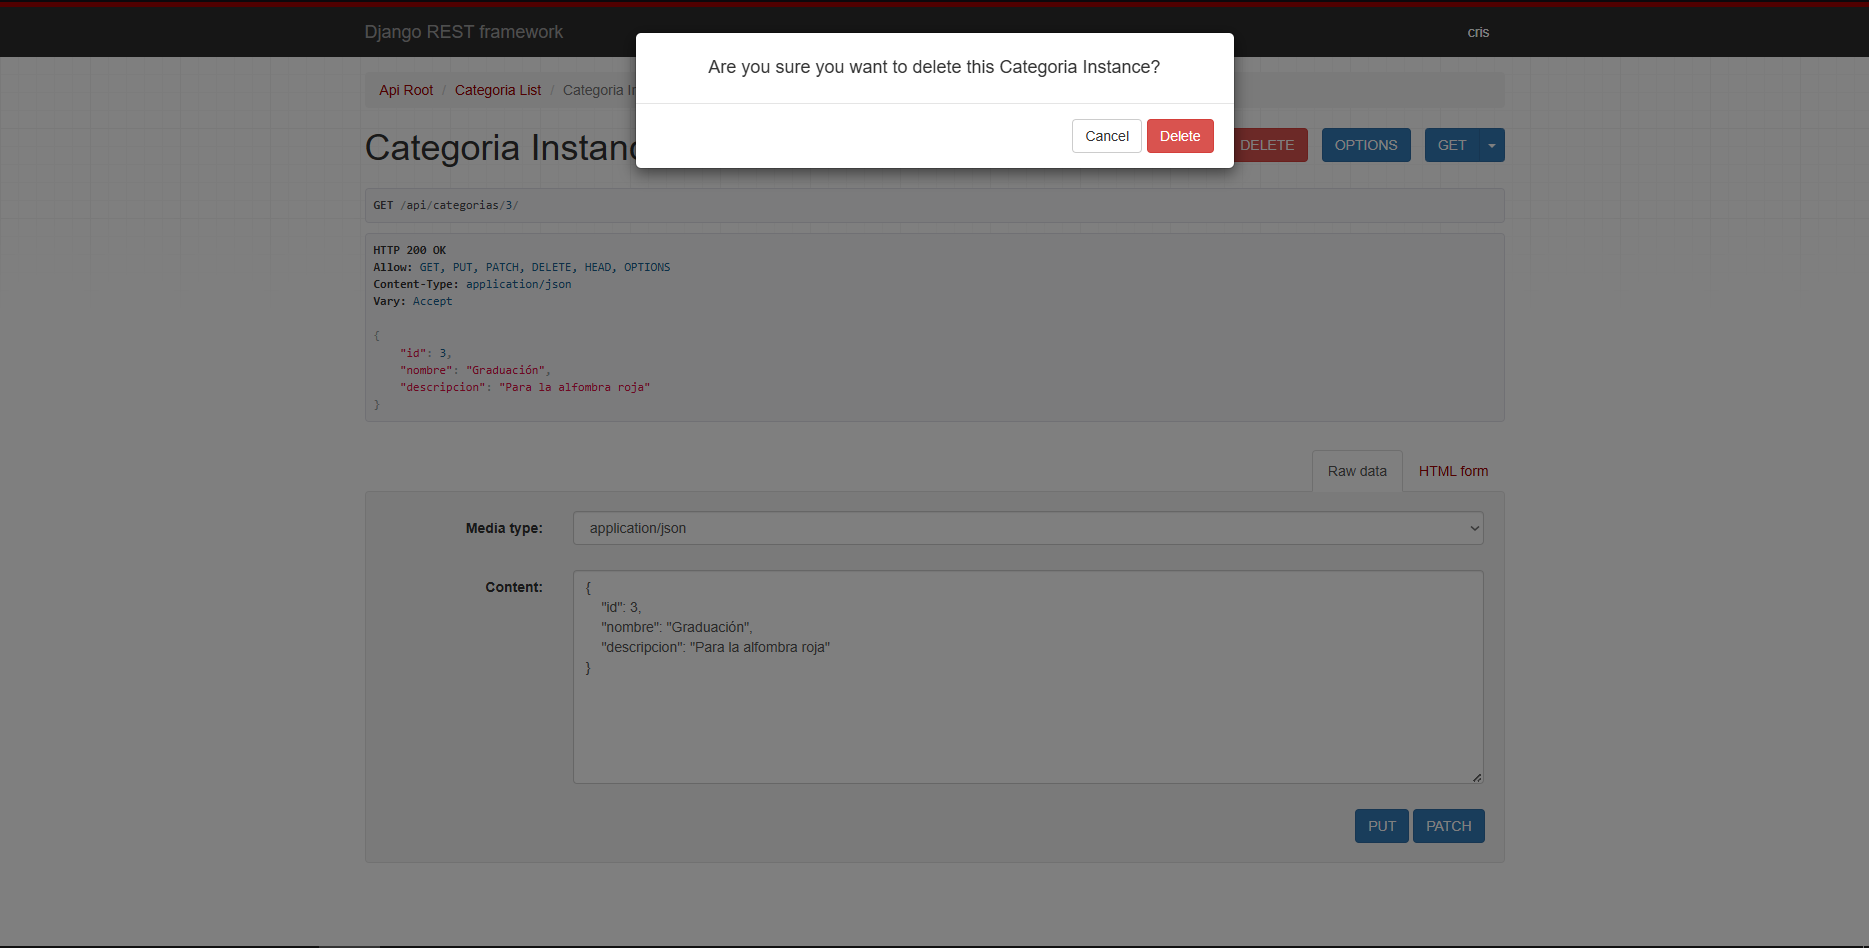 Django REST framework
cris
Are you sure you want to delete this Categoria Instance?
Cancel
Delete
Api Root / Categoria List / Categoria
Categoria
DELETE
OPTIONS
GET
GET /api/categorias/3/
HTTP 200 OK
Allow: GET, PUT, PATCH, DELETE, HEAD, OPTIONS
Content-Type: application/json
Vary: Accept
{
"id": 3,
"nombre": "Graduación",
"descripcion": "Para la alfombra roja"
}
Raw data
HTML form
Media type:
application/json
Content:
{
"id": 3,
"nombre": "Graduación",
"descripcion": "Para la alfombra roja"
}
PUT
PATCH